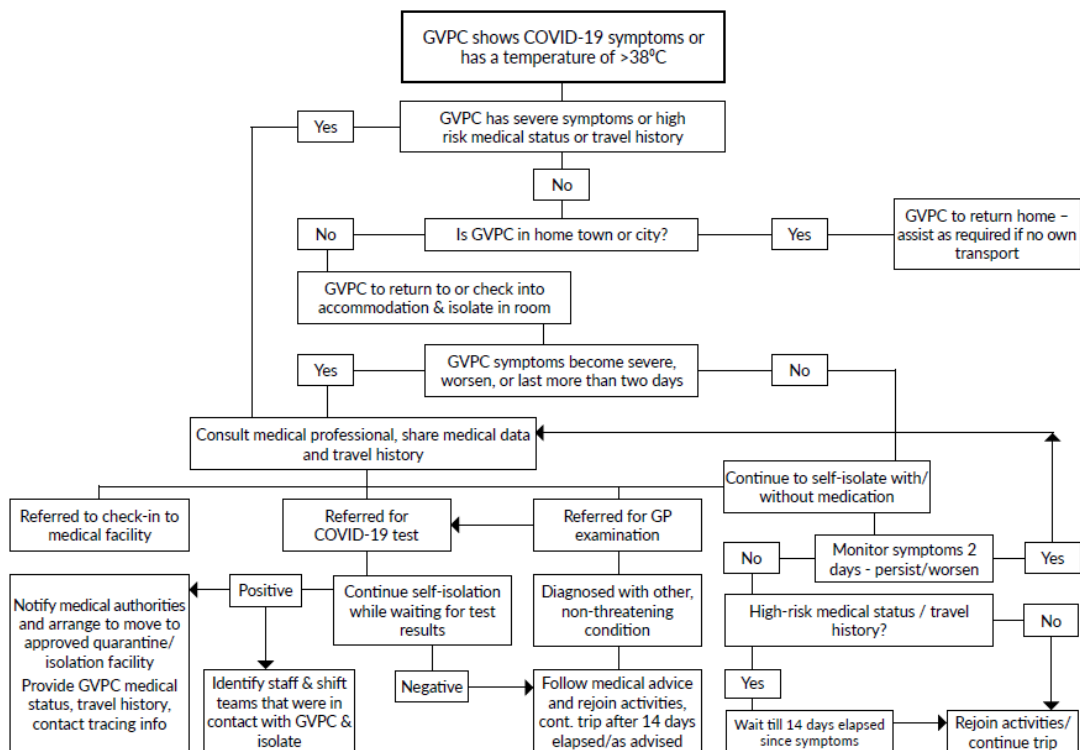 GVPC shows COVID-19 symptoms or
has a temperature of >38⁰C
Yes
GVPC has severe symptoms or high
risk medical status or travel history
No
No
Is GVPC in home town or city?
Yes
GVPC to return home –
assist as required if no own
transport
GVPC to return to or check into
accommodation & isolate in room
Yes
GVPC symptoms become severe,
worsen, or last more than two days
No
Consult medical professional, share medical data
and travel history
Continue to self-isolate with/
without medication
Referred to check-in to
medical facility
Referred for
COVID-19 test
Referred for GP
examination
No
Monitor symptoms 2
days - persist/worsen
Yes
Notify medical authorities
and arrange to move to
approved quarantine/
isolation facility
Provide GVPC medical
status, travel history,
contact tracing info
Positive
Continue self-isolation
while waiting for test
results
Diagnosed with other,
non-threatening
condition
High-risk medical status / travel
history?
No
Identify staff & shift
teams that were in
contact with GVPC &
isolate
Negative
Follow medical advice
and rejoin activities,
cont. trip after 14 days
elapsed/as advised
Yes
Wait till 14 days elapsed
since symptoms
Rejoin activities/
continue trip